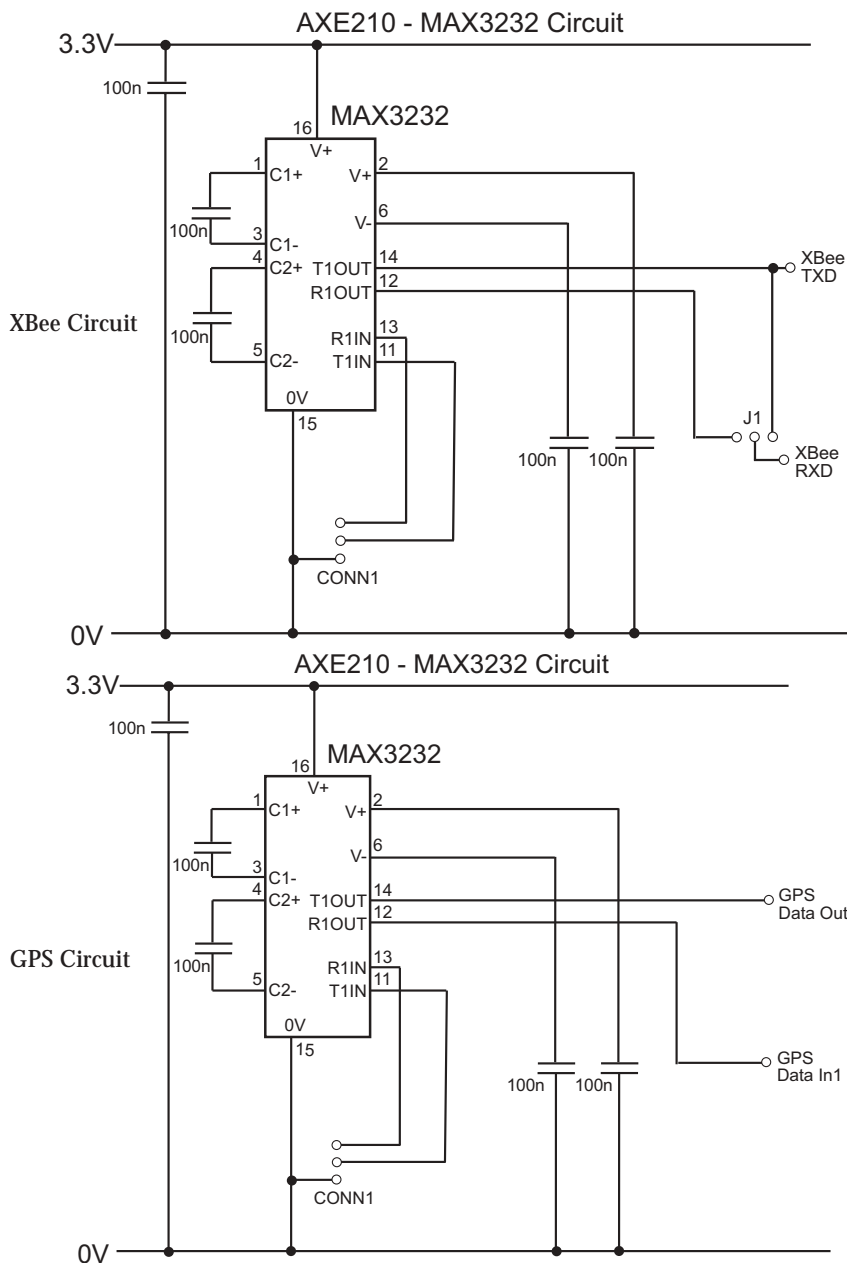 AXE210 - MAX3232 Circuit
3.3V
100n
MAX3232
16
V+
1
C1+
V+
2
100n
V-
6
3
C1-
4
C2+
T1OUT
14
XBee
TXD
R1OUT
12
XBee Circuit
100n
R1IN
13
T1IN
11
5
C2-
0V
15
J1
100n
100n
XBee
RXD
CONN1
0V
AXE210 - MAX3232 Circuit
3.3V
100n
MAX3232
16
V+
1
C1+
V+
2
100n
V-
6
3
C1-
4
C2+
T1OUT
14
GPS
Data Out
R1OUT
12
GPS Circuit
100n
R1IN
13
T1IN
11
5
C2-
0V
15
GPS
Data In1
100n
100n
CONN1
0V